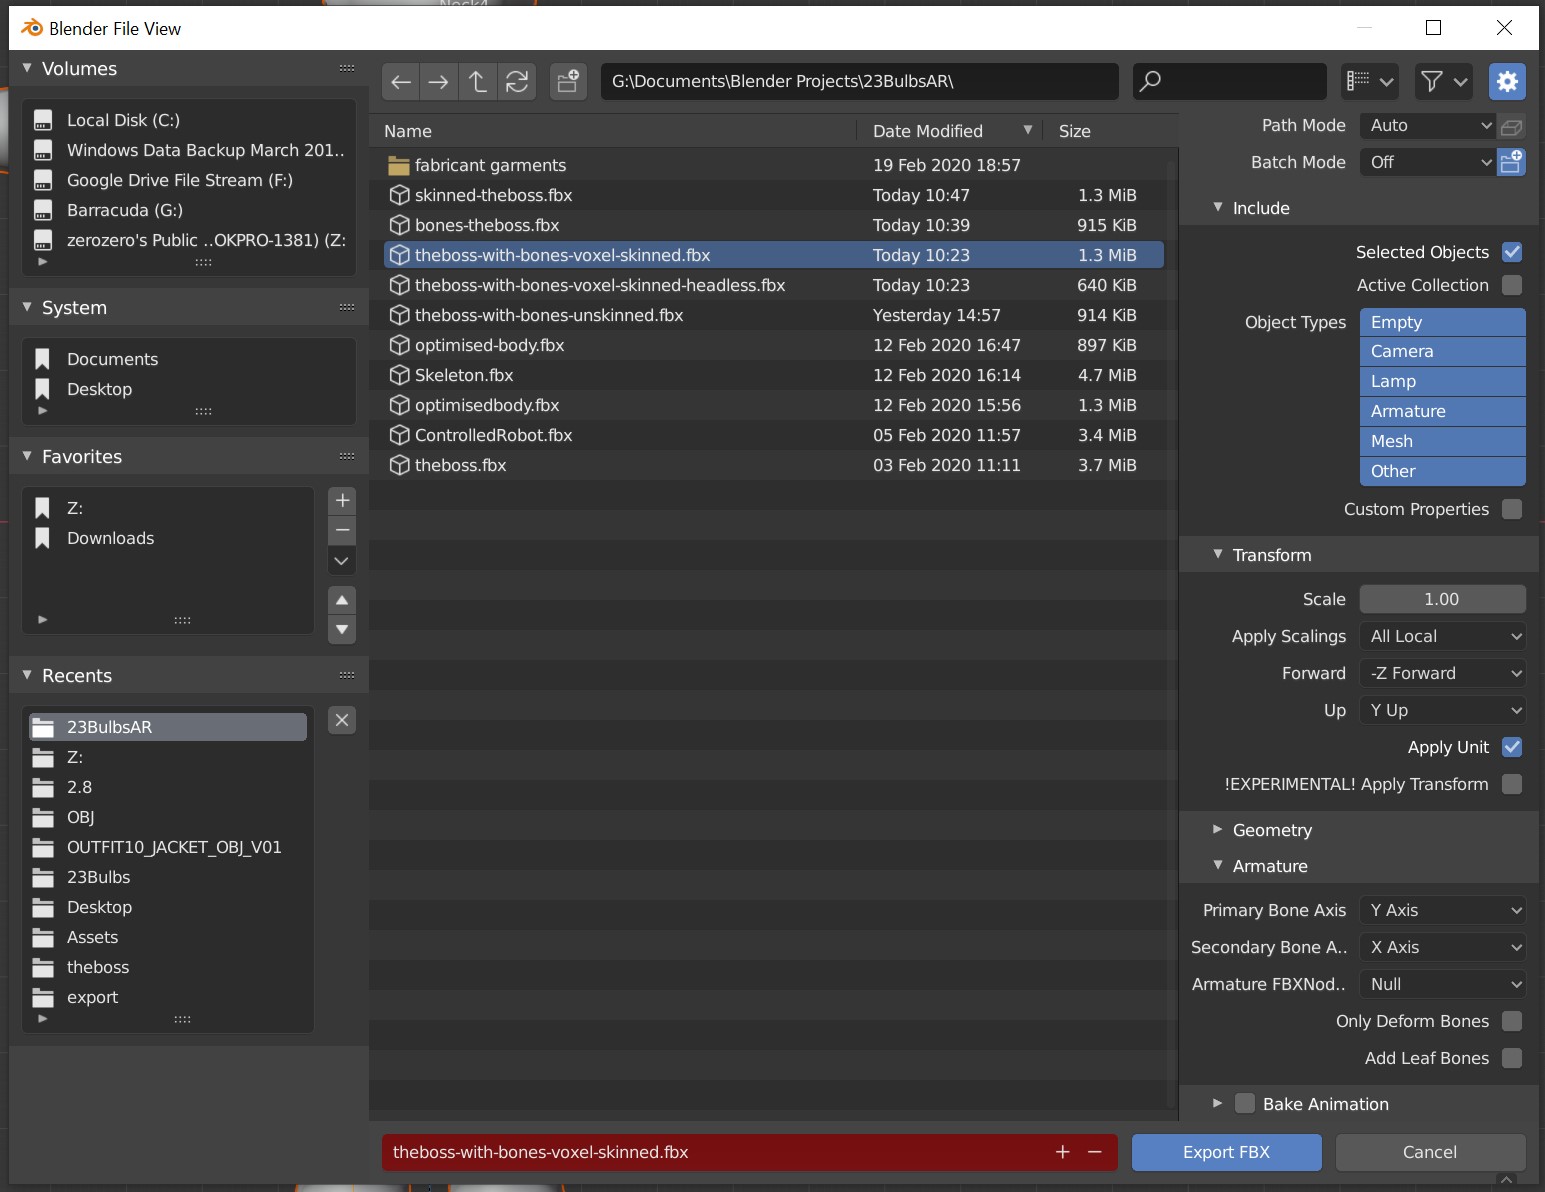 Neck4
Blender File View
Volumes
Local Disk (C:)
Windows Data Backup March 201..
Google Drive File Stream (F:)
Barracuda (G:)
zerozero's Public ..OKPRO-1381) (Z:
System
Documents
Desktop
Favorites
Z:
Downloads
Recents
23BulbsAR
Z:
2.8
OBJ
OUTFIT10_JACKET_OBJ_V01
23Bulbs
Desktop
Assets
theboss
export
G:\Documents\Blender Projects\23BulbsAR\
Name Date Modified Size
fabricant garments 19 Feb 2020 18:57
skinned-theboss.fbx Today 10:47 1.3 MiB
bones-theboss.fbx Today 10:39 915 KiB
theboss-with-bones-voxel-skinned.fbx Today 10:23 1.3 MiB
theboss-with-bones-voxel-skinned-headless.fbx Today 10:23 640 KiB
theboss-with-bones-unskinned.fbx Yesterday 14:57 914 KiB
optimised-body.fbx 12 Feb 2020 16:47 897 KiB
Skeleton.fbx 12 Feb 2020 16:14 4.7 MiB
optimisedbody.fbx 12 Feb 2020 15:56 1.3 MiB
ControlledRobot.fbx 05 Feb 2020 11:57 3.4 MiB
theboss.fbx 03 Feb 2020 11:11 3.7 MiB
Path Mode Auto
Batch Mode Off
Include
Selected Objects
Active Collection
Object Types Empty
Camera
Lamp
Armature
Mesh
Other
Custom Properties
Transform
Scale 1.00
Apply Scalings All Local
Forward -Z Forward
Up Y Up
Apply Unit
!EXPERIMENTAL! Apply Transform
Geometry
Armature
Primary Bone Axis Y Axis
Secondary Bone A.. X Axis
Armature FBXNod.. Null
Only Deform Bones
Add Leaf Bones
Bake Animation
theboss-with-bones-voxel-skinned.fbx + −
Export FBX
Cancel